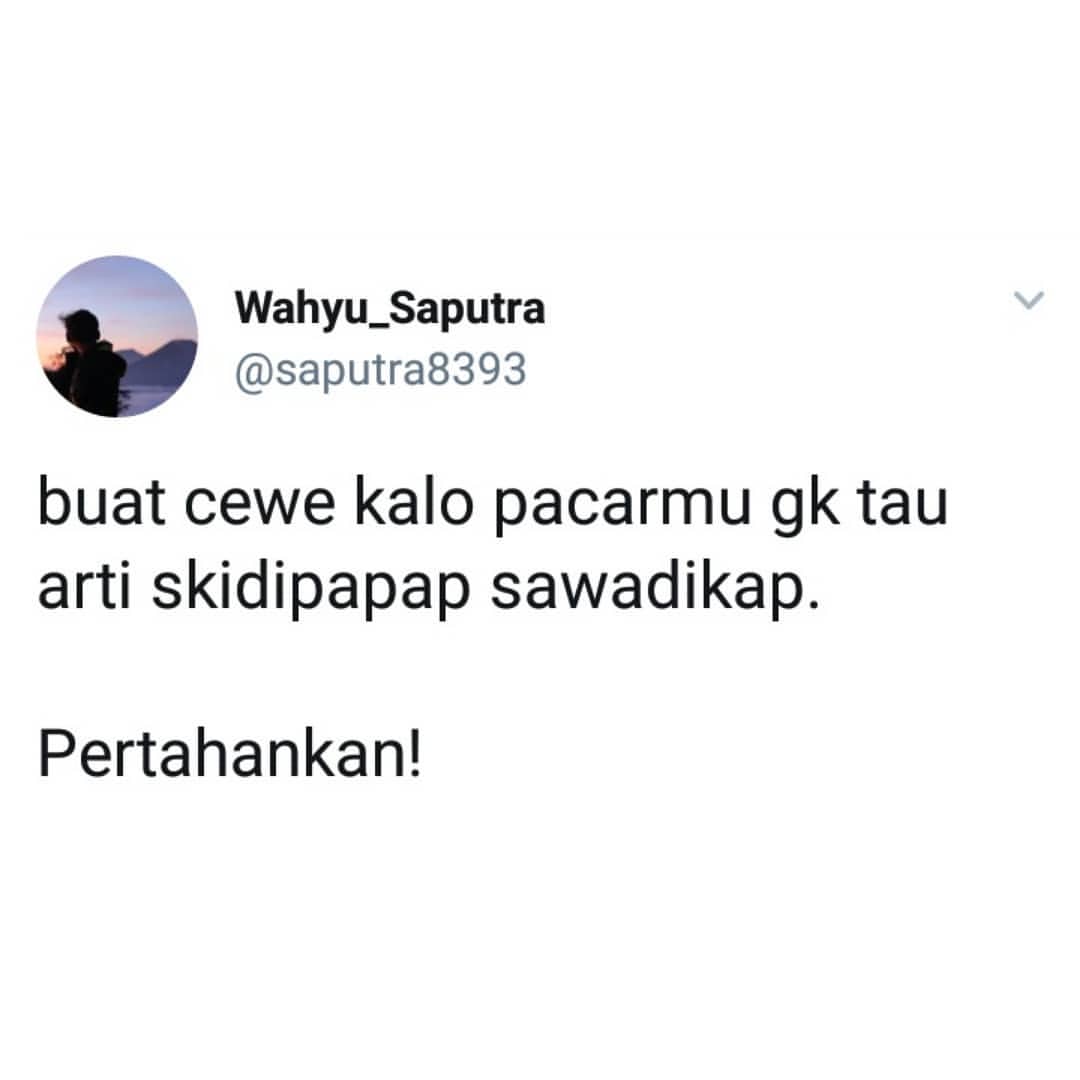 Wahyu_Saputra
@saputra8393
buat cewe kalo pacarmu gk tau
arti skidipapap sawadikap.
Pertahankan!